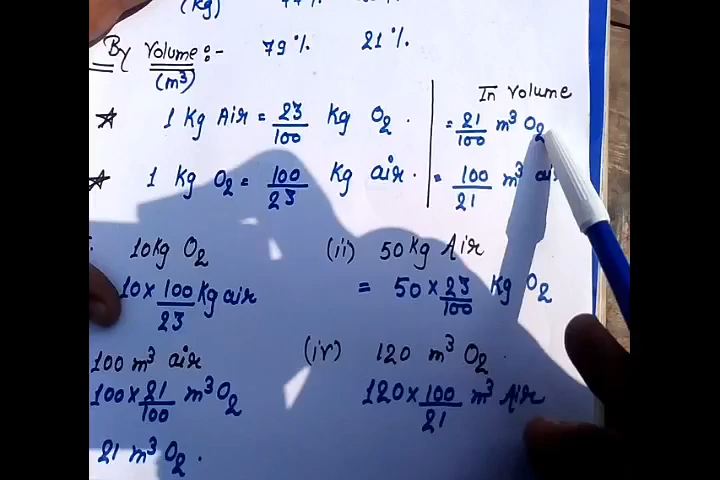 (Kg) 77%
By Volume:- 79% 21%
(m³)
In Volume
☆ 1 Kg Air = 23/100 Kg O₂. = 21/100 m³ O₂
☆ 1 Kg O₂ = 100/23 Kg air. = 100/21 m³ air
10Kg O₂ (ii) 50Kg Air
10 x 100/23 Kg air = 50 x 23/100 Kg O₂
100 m³ air (iv) 120 m³ O₂.
100 x 21/100 m³ O₂ 120 x 100/21 m³ Air
21 m³ O₂.